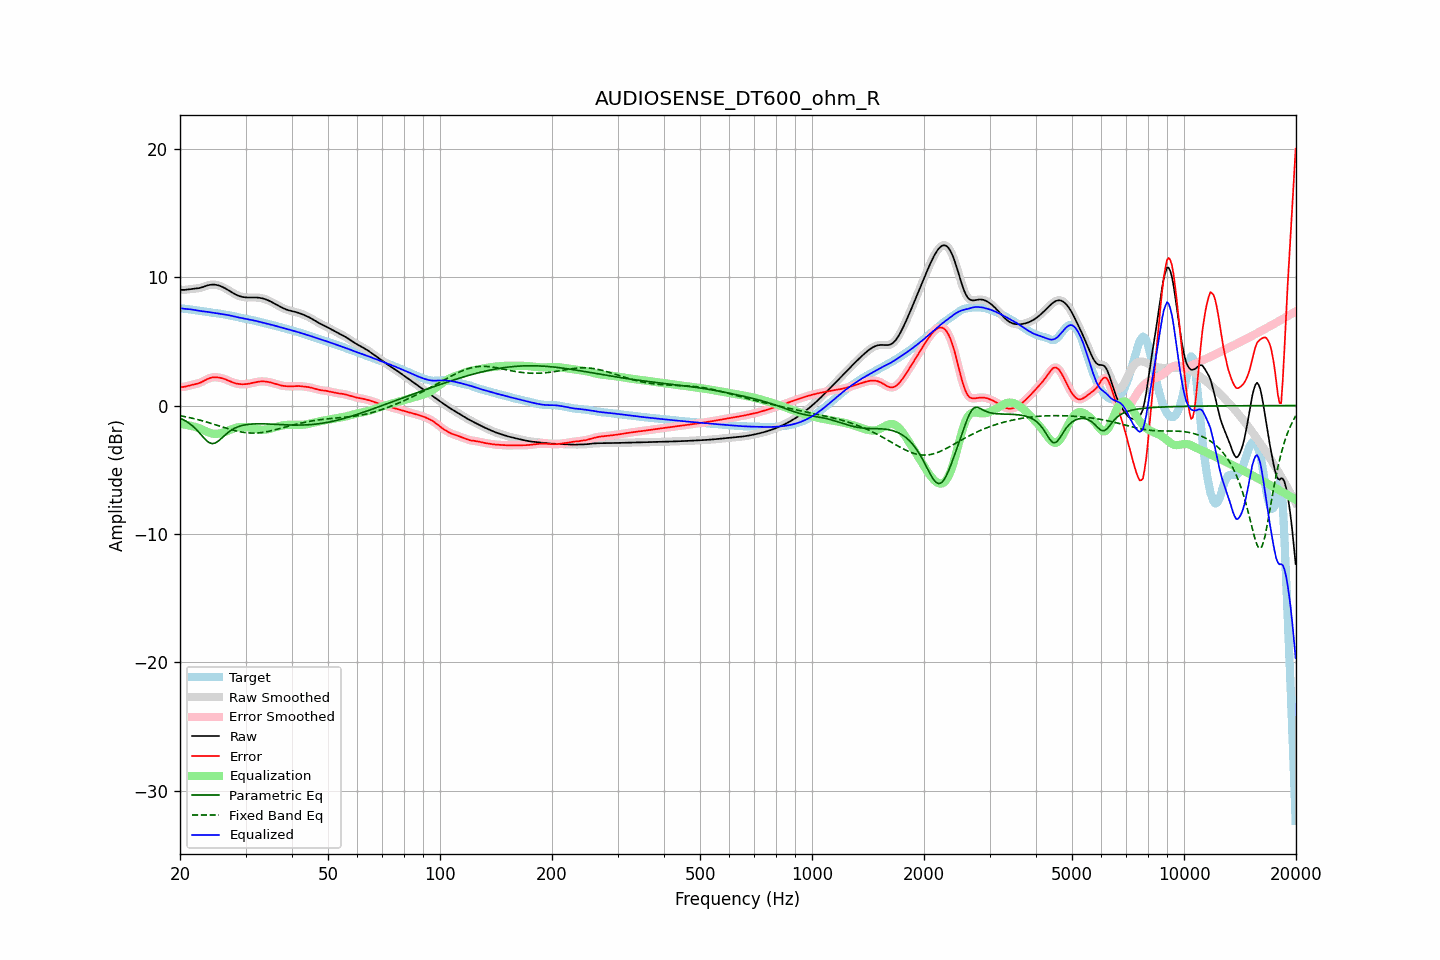 AUDIOSENSE_DT600_ohm_R
Amplitude (dBr)
20
10
0
−10
−20
−30
Target
Raw Smoothed
Error Smoothed
Raw
Error
Equalization
Parametric Eq
Fixed Band Eq
Equalized
20 50 100 200 500 1000 2000 5000 10000 20000
Frequency (Hz)